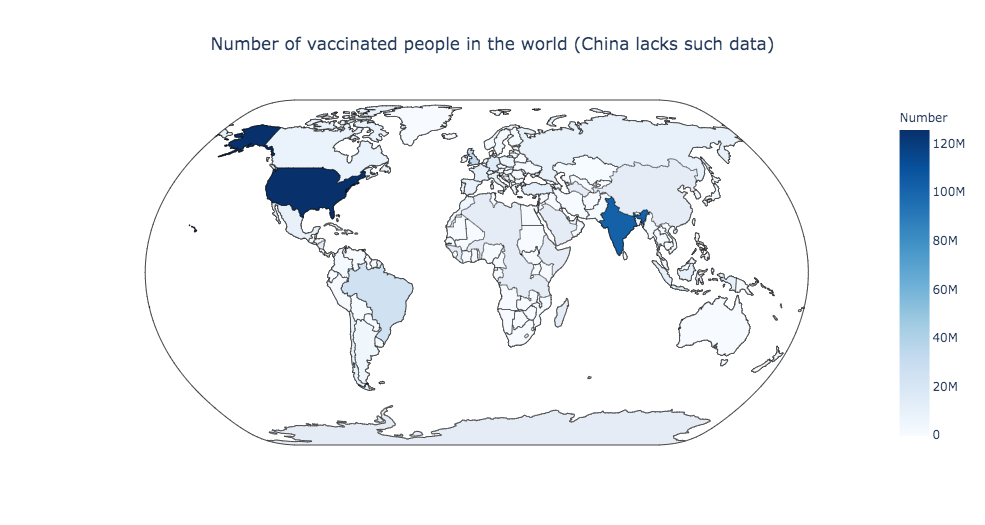 Number of vaccinated people in the world (China lacks such data)
Number
120M
100M
80M
60M
40M
20M
0